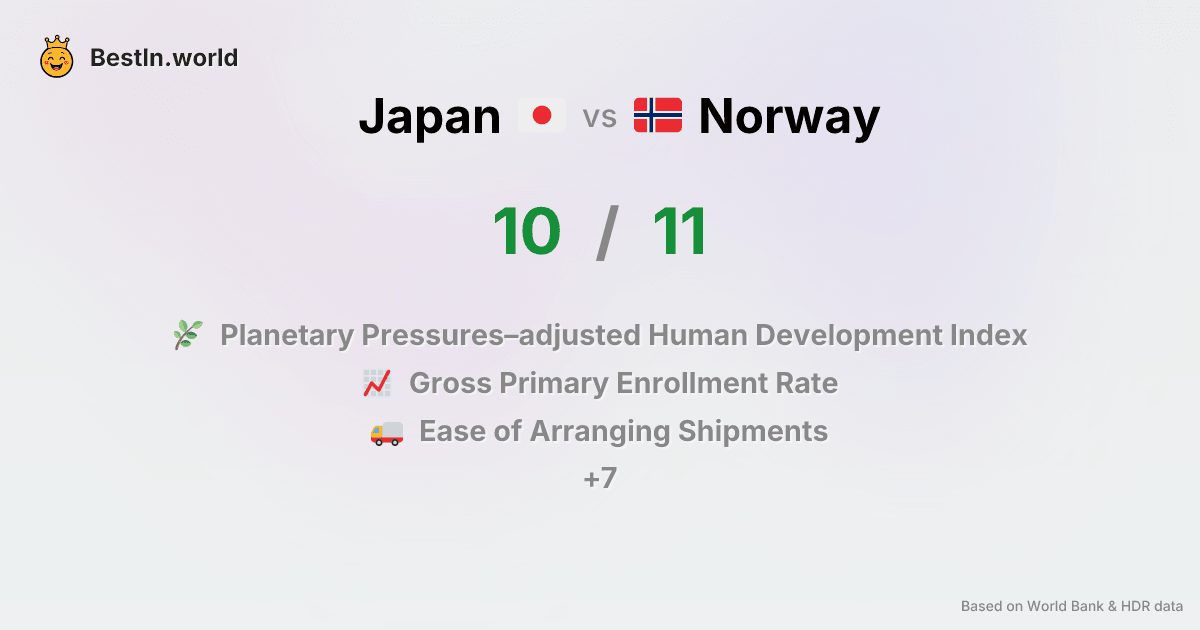 BestIn.world
Japan vs Norway
10 / 11
Planetary Pressures–adjusted Human Development Index
Gross Primary Enrollment Rate
Ease of Arranging Shipments
+7
Based on World Bank & HDR data